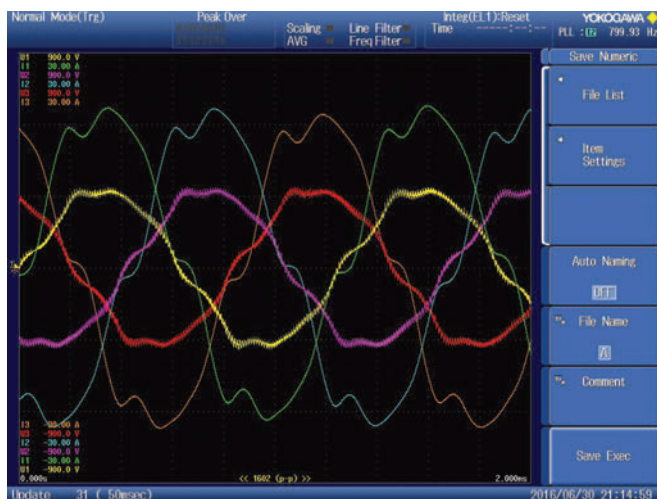 Normal Mode(Trg) Peak Over Integ(EL1):Reset YOKOGAWA
Scaling Line Filter Time -----:--:--
AVG Freq Filter PLL : 799.93 Hz
Save Numeric
U1 900.0 V
I1 30.00 A
U2 900.0 V
I2 30.00 A
U3 900.0 V
I3 30.00 A
File List
Item
Settings
Auto Naming
OFF
File Name
A
Comment
Save Exec
I3 -30.00 A
U3 -900.0 V
I2 -30.00 A
U2 -900.0 V
I1 -30.00 A
U1 -900.0 V
0.000s << 1602 (p-p) >> 2.000ms
Update 31 ( 50msec) 2016/06/30 21:14:59